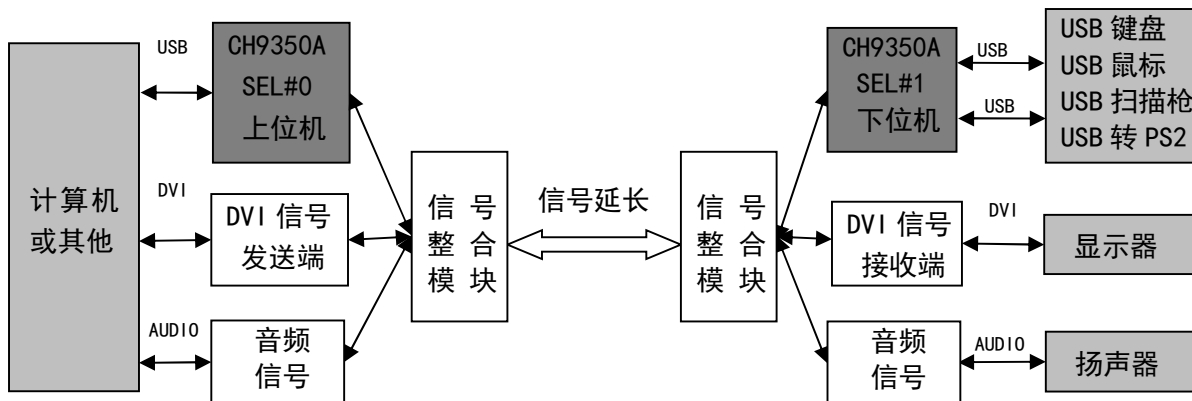 计算机
或其他
USB
CH9350A
SEL#0
上位机
DVI
DVI 信号
发送端
AUDIO
音频
信号
信 号
整 合
模 块
信号延长
信 号
整 合
模 块
CH9350A
SEL#1
下位机
USB
USB
USB 键盘
USB 鼠标
USB 扫描枪
USB 转 PS2
DVI 信号
接收端
DVI
显示器
音频
信号
AUDIO
扬声器